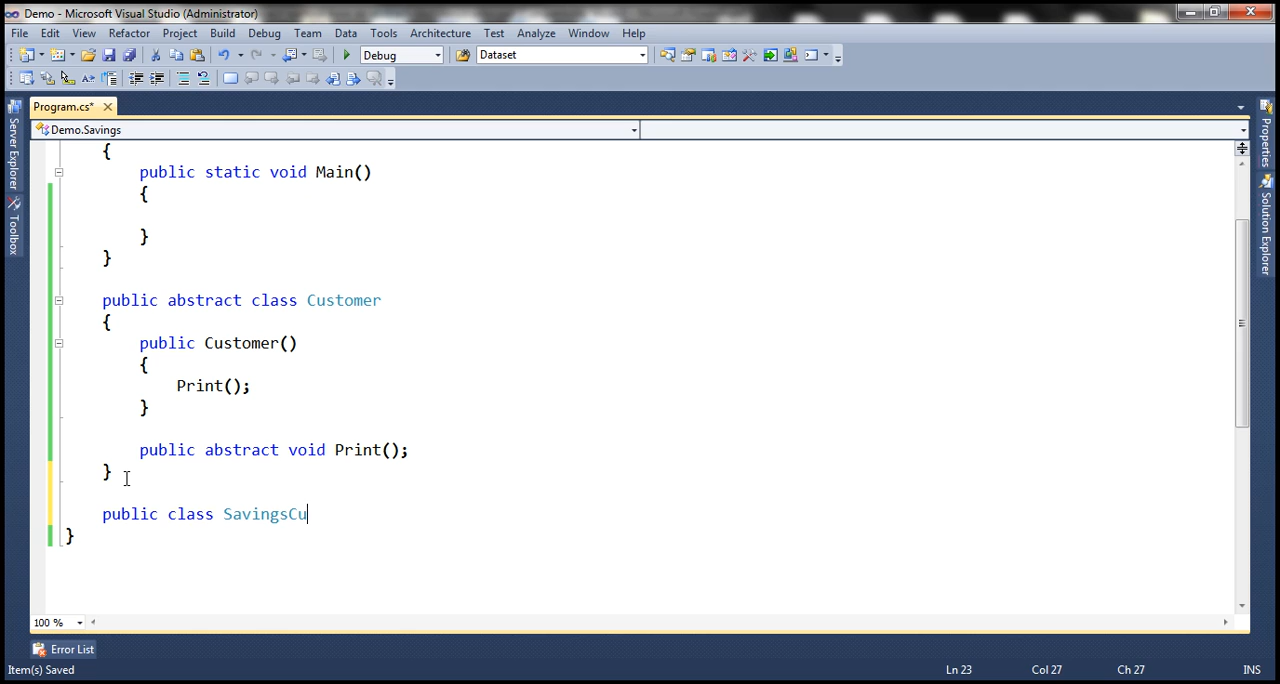 Demo - Microsoft Visual Studio (Administrator)
File Edit View Refactor Project Build Debug Team Data Tools Architecture Test Analyze Window Help
Debug Dataset
Program.cs*
Demo.Savings
{
public static void Main()
{
}
}
public abstract class Customer
{
public Customer()
{
Print();
}
public abstract void Print();
}
public class SavingsCu
}
100 %
Error List
Item(s) Saved Ln 23 Col 27 Ch 27 INS
Server Explorer
Toolbox
Properties
Solution Explorer